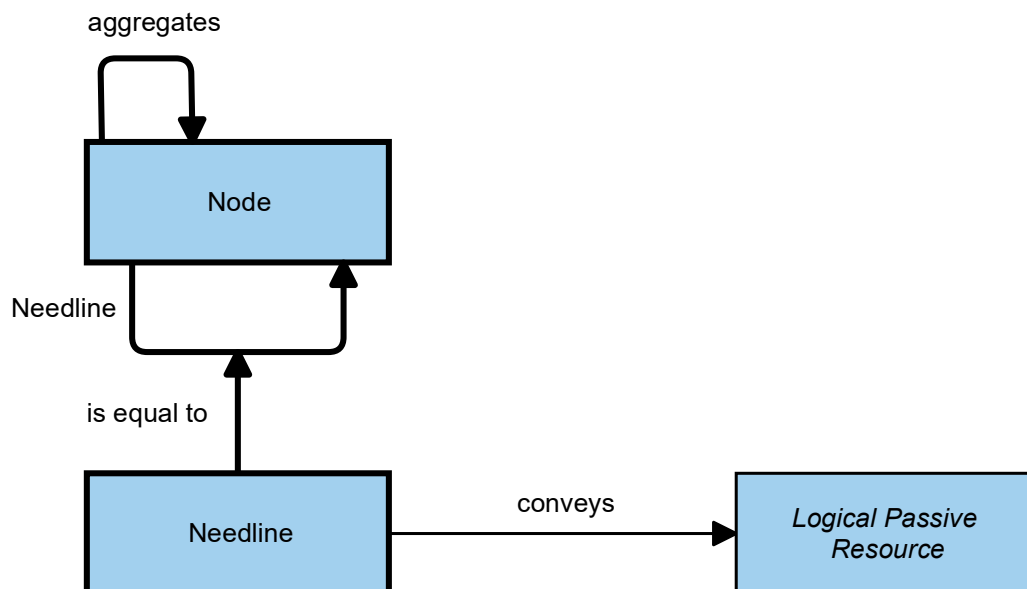 aggregates
Node
Needline
is equal to
Needline
conveys
Logical Passive
Resource